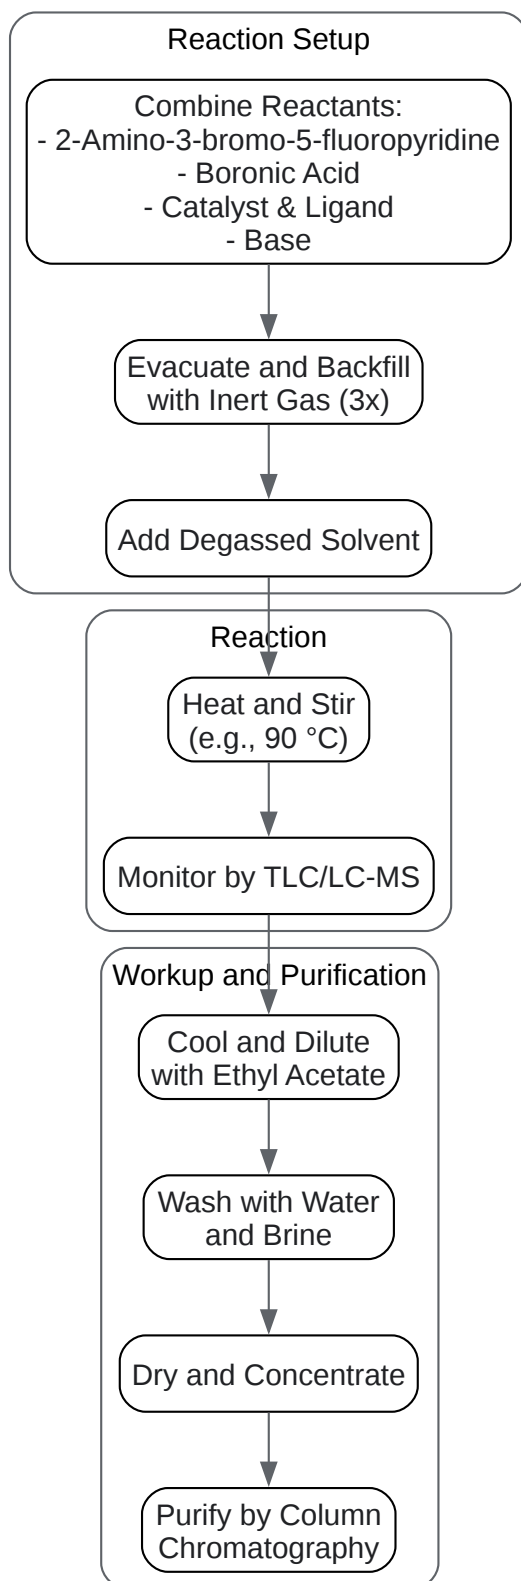 Reaction Setup
Combine Reactants:
- 2-Amino-3-bromo-5-fluoropyridine
- Boronic Acid
- Catalyst & Ligand
- Base
Evacuate and Backfill
with Inert Gas (3x)
Add Degassed Solvent
Reaction
Heat and Stir
(e.g., 90 °C)
Monitor by TLC/LC-MS
Workup and Purification
Cool and Dilute
with Ethyl Acetate
Wash with Water
and Brine
Dry and Concentrate
Purify by Column
Chromatography